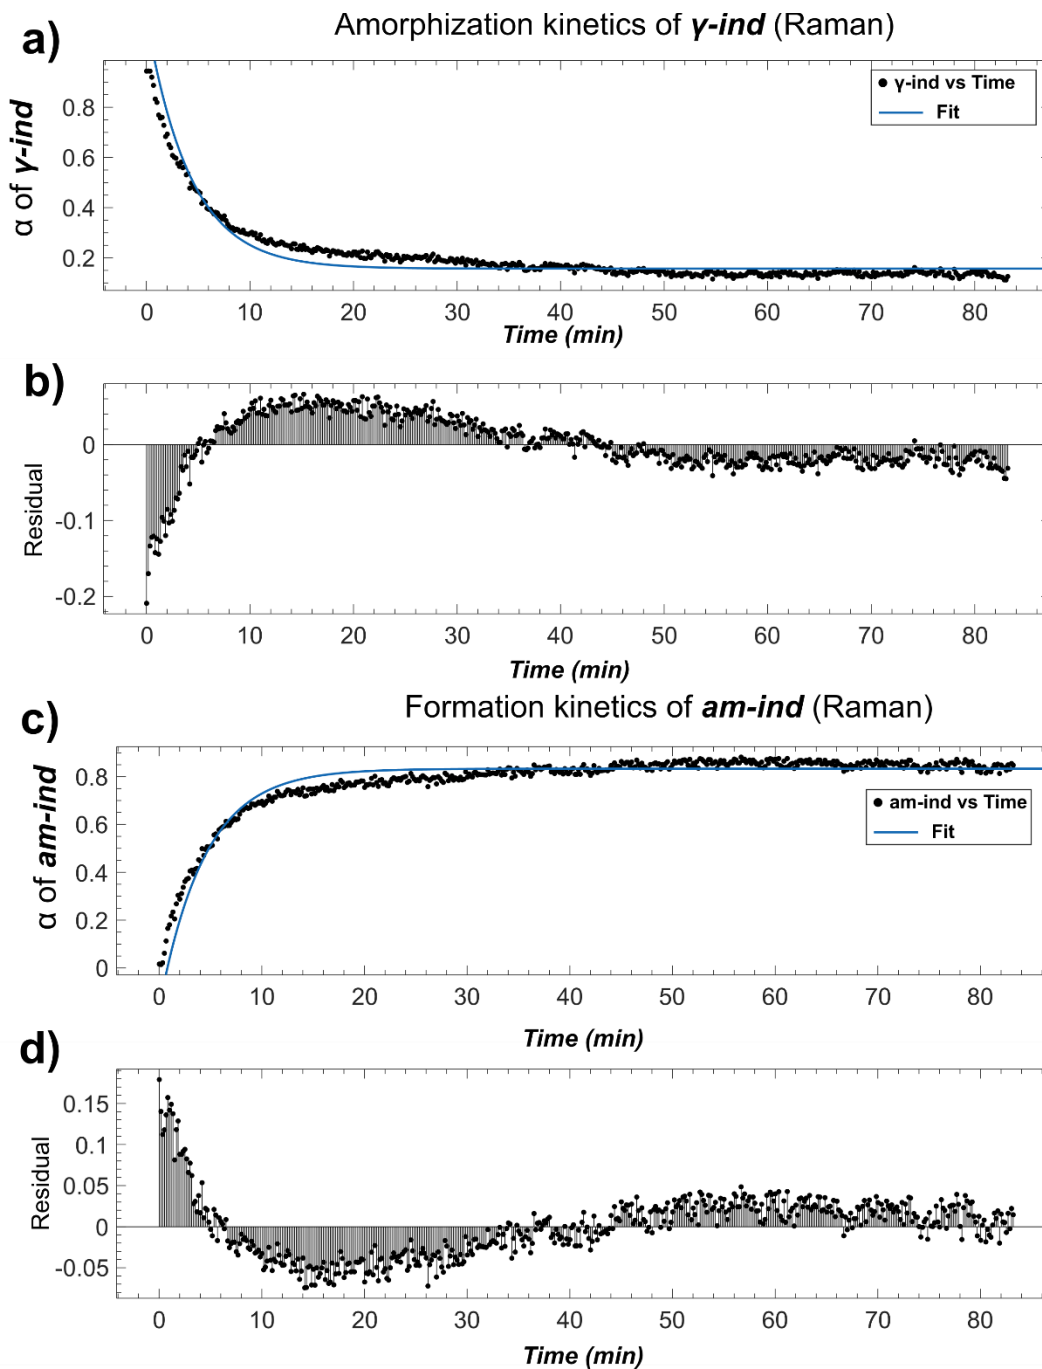 a)
Amorphization kinetics of γ-ind (Raman)
α of γ-ind
0.8
0.6
0.4
0.2
γ-ind vs Time
Fit
0 10 20 30 40 50 60 70 80
Time (min)
b)
Residual
0
-0.1
-0.2
0 10 20 30 40 50 60 70 80
Time (min)
c)
Formation kinetics of am-ind (Raman)
α of am-ind
0.8
0.6
0.4
0.2
0
am-ind vs Time
Fit
0 10 20 30 40 50 60 70 80
Time (min)
d)
Residual
0.15
0.1
0.05
0
-0.05
0 10 20 30 40 50 60 70 80
Time (min)